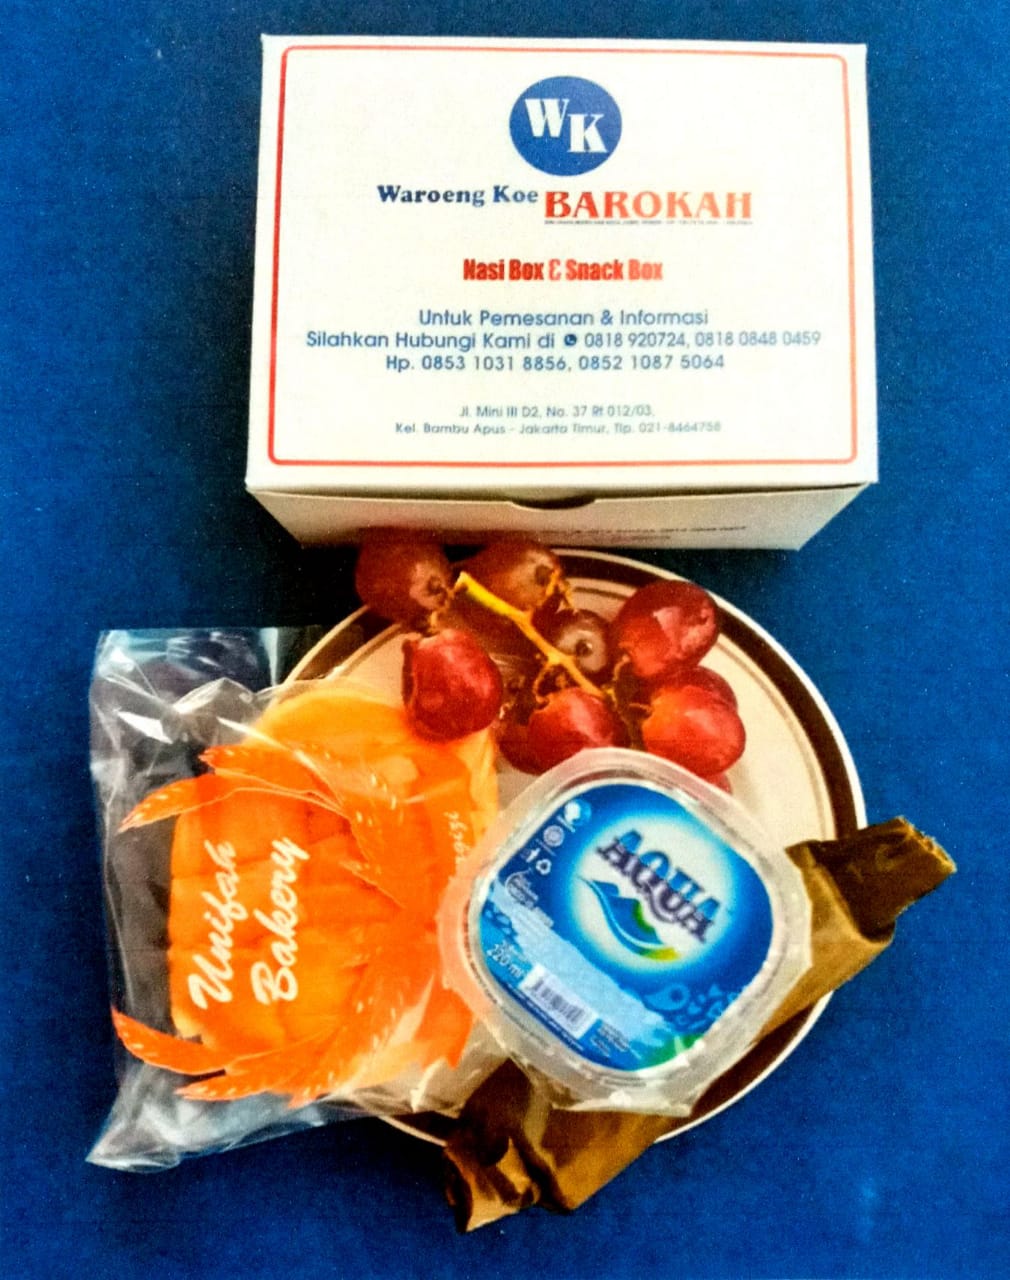 WK
Waroeng Koe BAROKAH
Nasi Box & Snack Box
Untuk Pemesanan & Informasi
Silahkan Hubungi Kami di 0818 920724, 0818 0848 0459
Hp. 0853 1031 8856, 0852 1087 5064
Jl. Mini III D2, No. 37 Rt 012/03,
Kel. Bambu Apus - Jakarta Timur, Tlp. 021-8464758
Unifah
Bakery
AQUA
220 ml